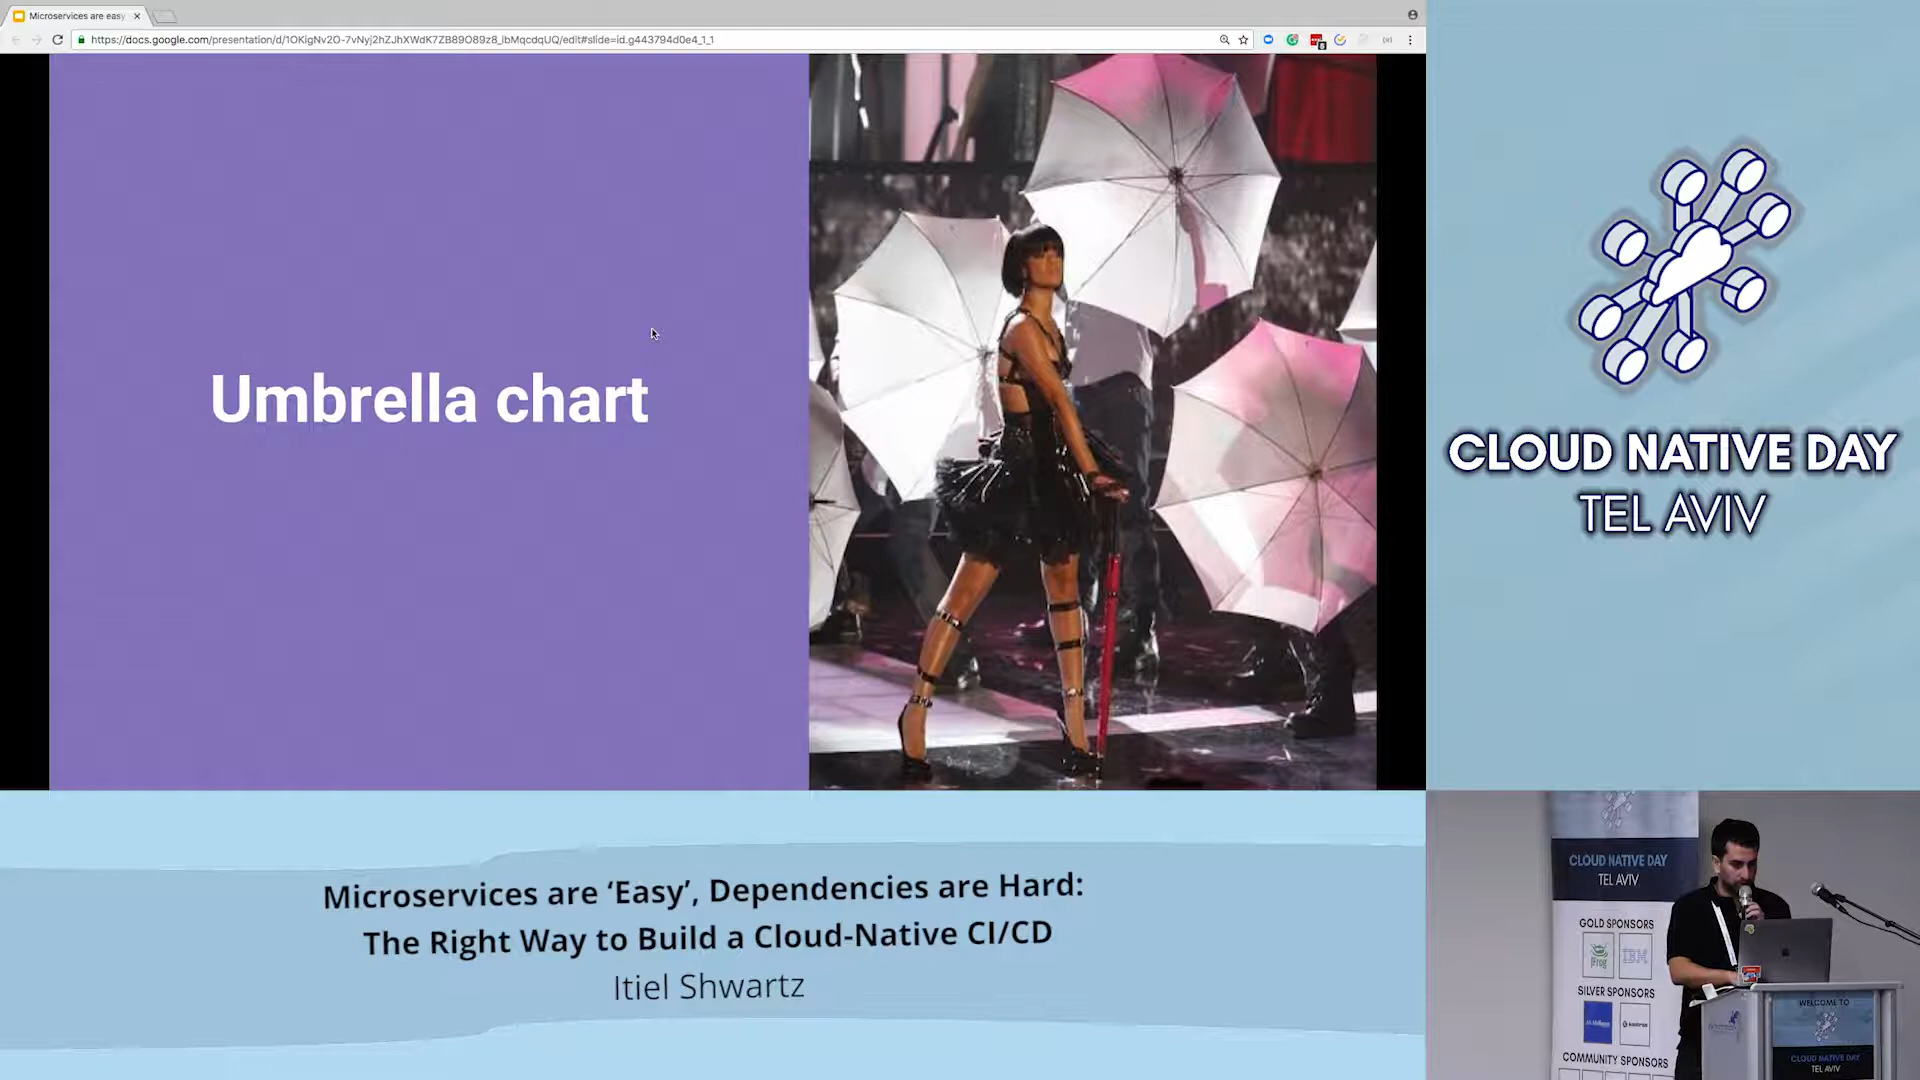 Microservices are easy
https://docs.google.com/presentation/d/1OKigNv2O-7vNyj2hZJhXWdK7ZB89O89z8_ibMqcdqUQ/edit#slide=id.g443794d0e4_1_1
Umbrella chart
CLOUD NATIVE DAY
TEL AVIV
Microservices are ‘Easy’, Dependencies are Hard:
The Right Way to Build a Cloud-Native CI/CD
Itiel Shwartz
CLOUD NATIVE DAY
TEL AVIV
GOLD SPONSORS
JFrog
IBM
SILVER SPONSORS
COMMUNITY SPONSORS
WELCOME TO
CLOUD NATIVE DAY
TEL AVIV